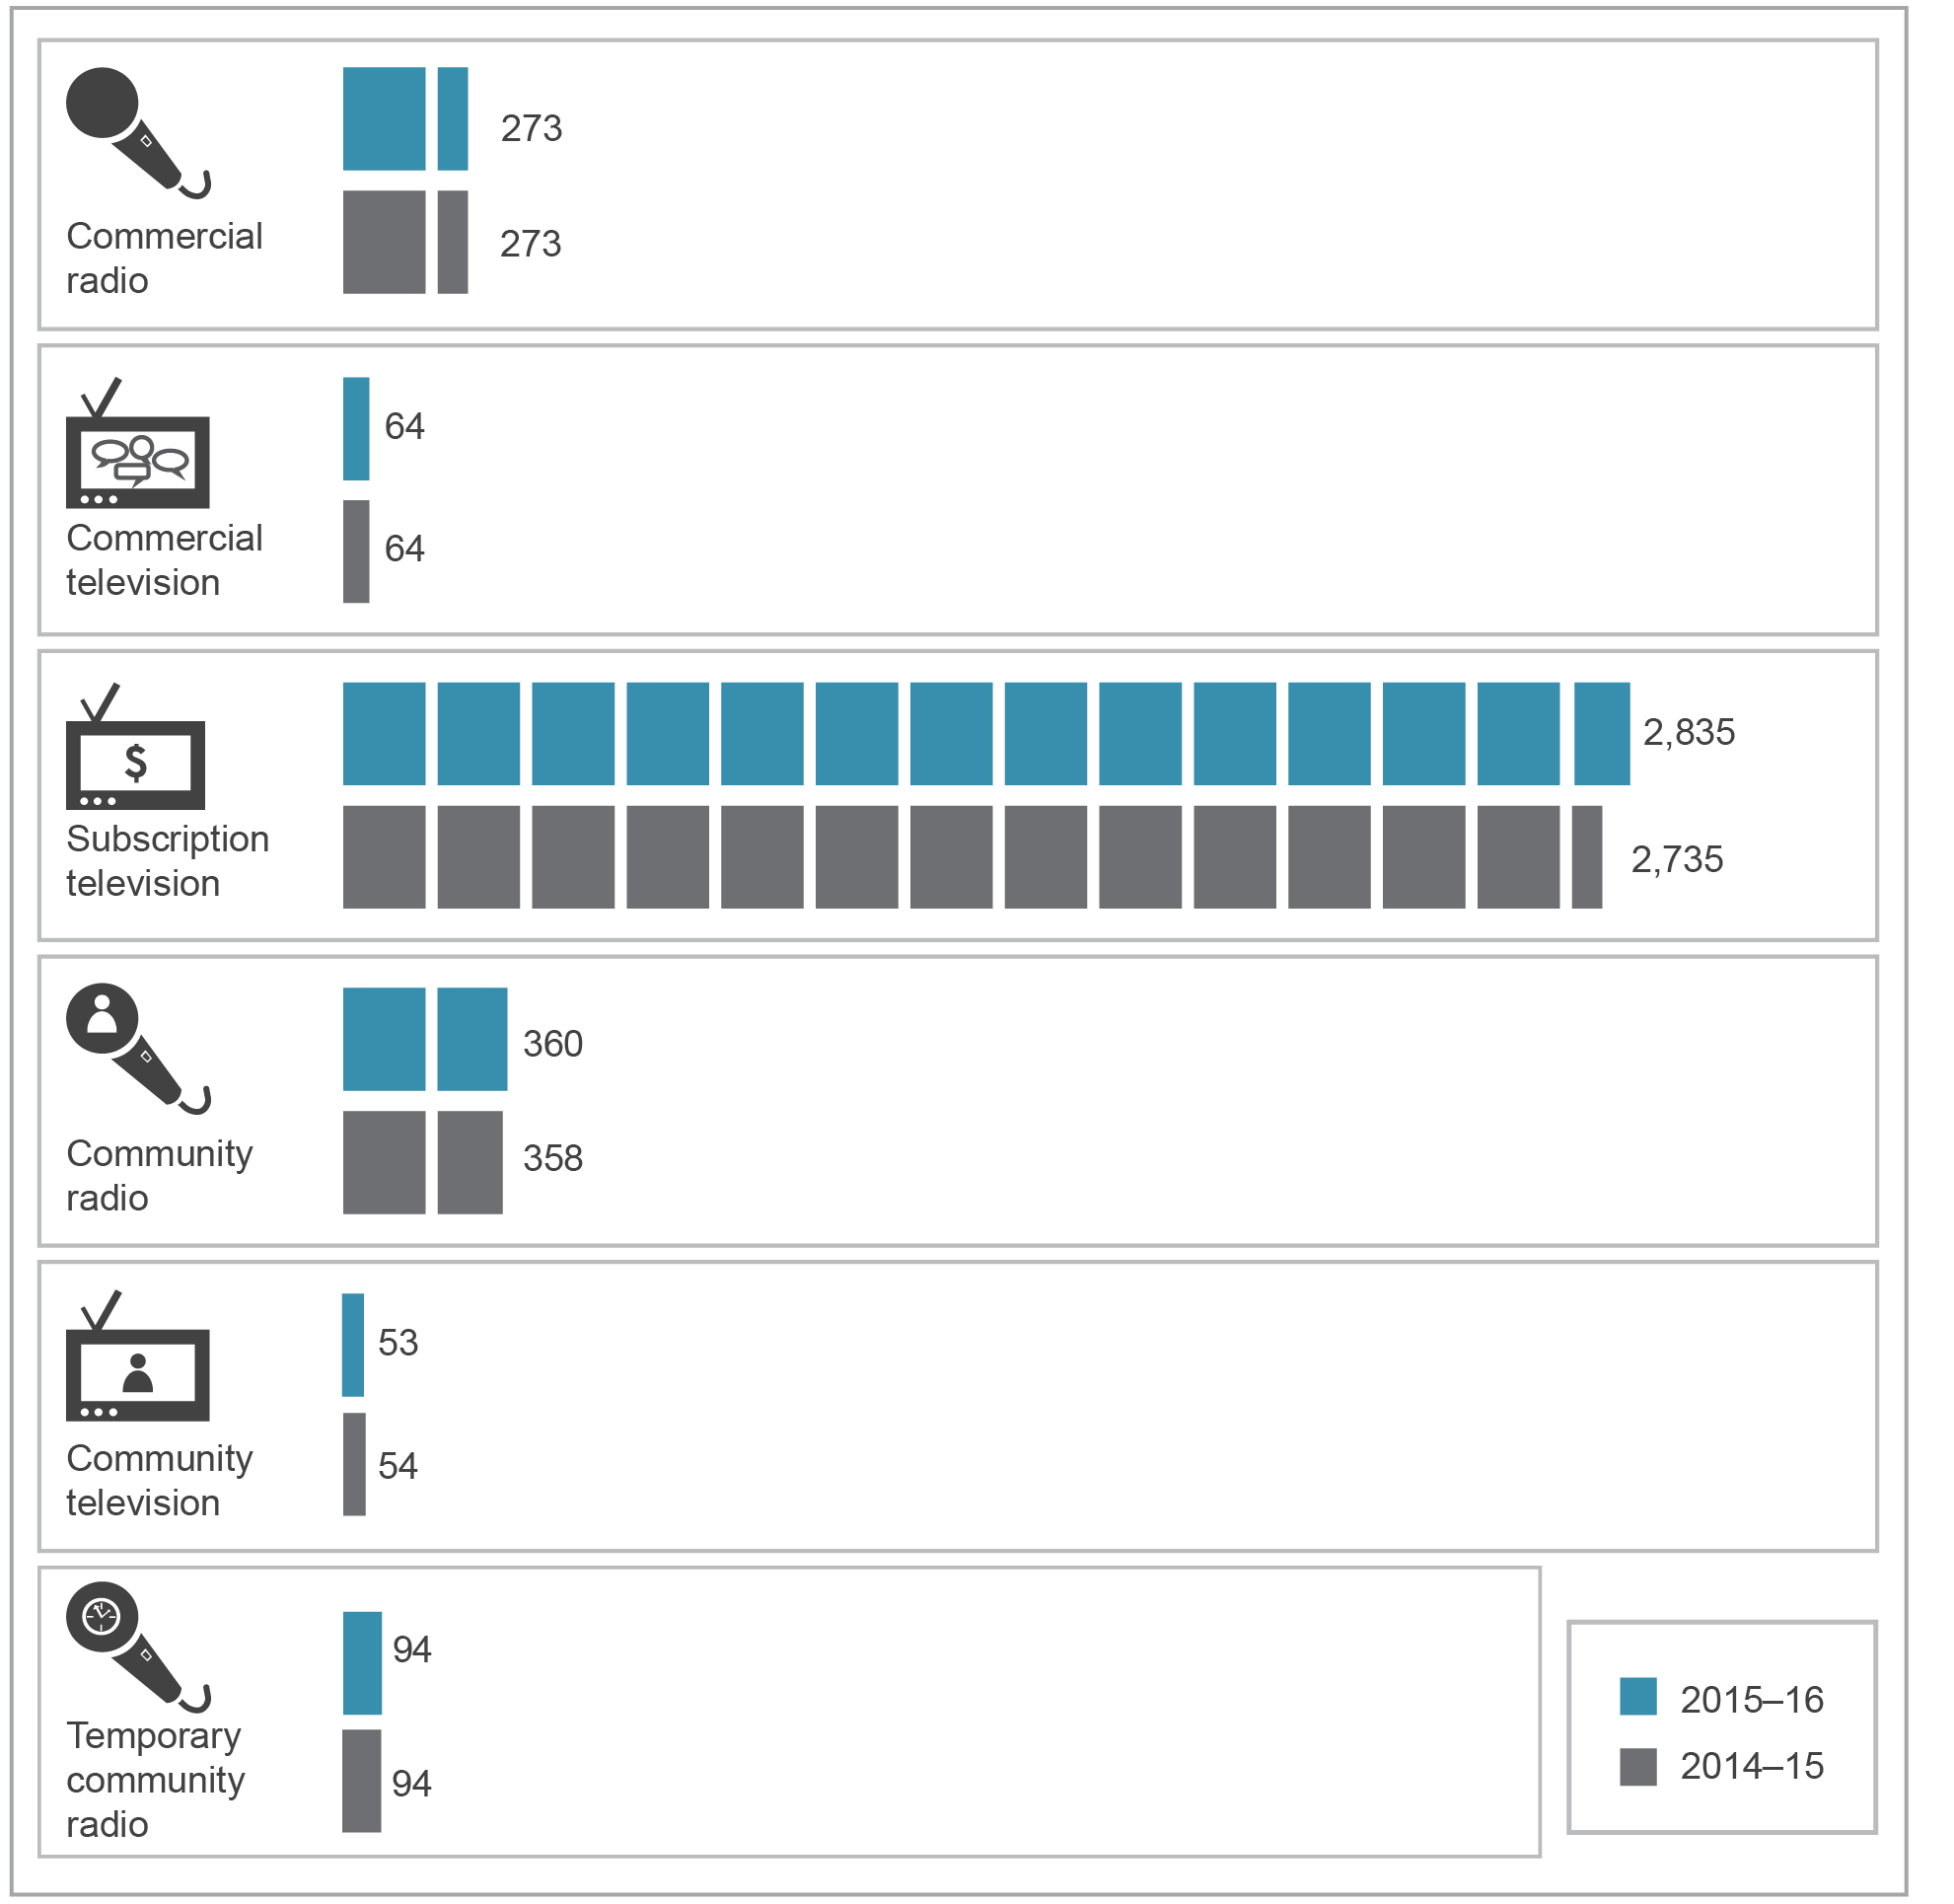 273
273
Commercial
radio
64
64
Commercial
television
$
2,835
2,735
Subscription
television
360
358
Community
radio
53
54
Community
television
94
94
Temporary
community
radio
2015–16
2014–15